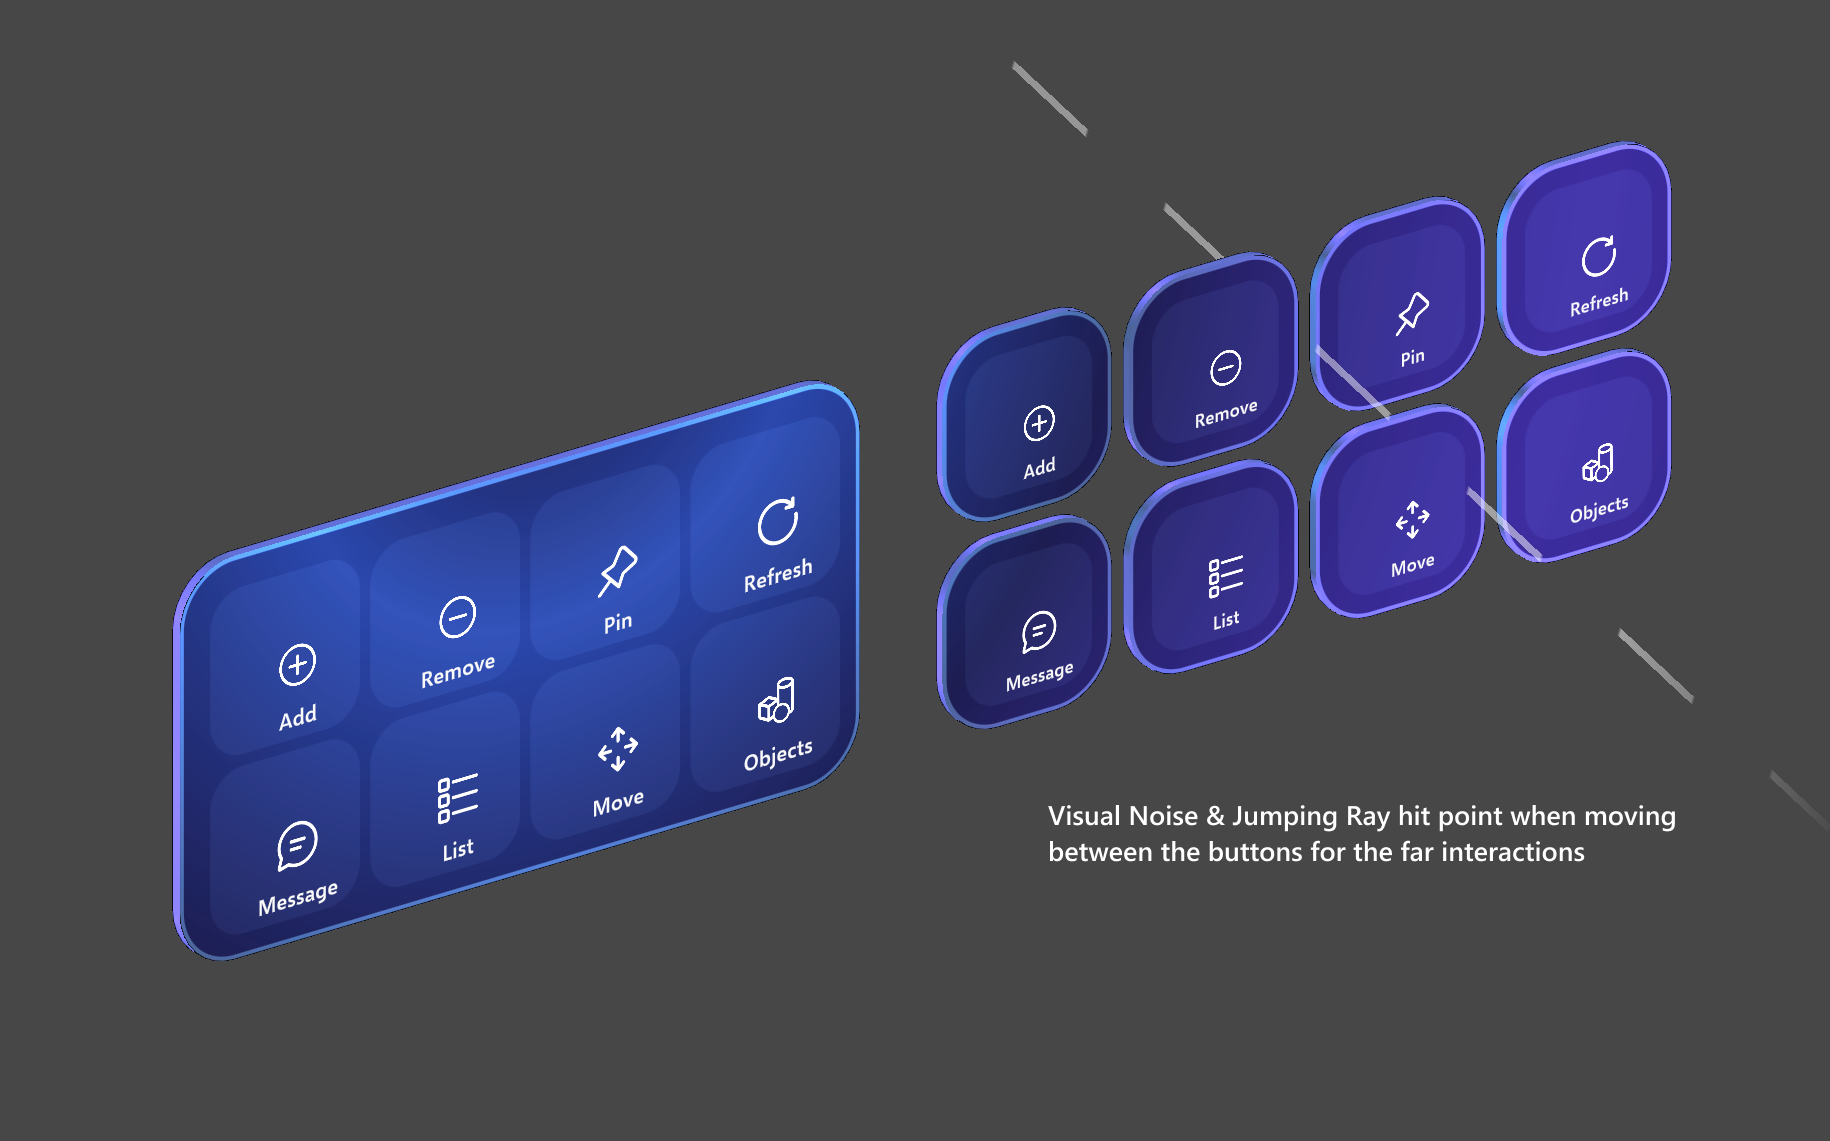 Add
Remove
Pin
Refresh
Message
List
Move
Objects
Add
Remove
Pin
Refresh
Message
List
Move
Objects
Visual Noise & Jumping Ray hit point when moving
between the buttons for the far interactions